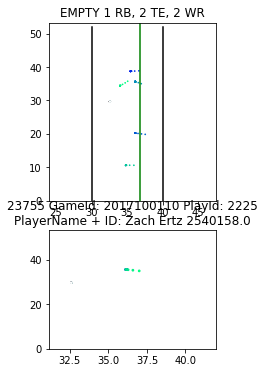 EMPTY 1 RB, 2 TE, 2 WR
50
40
30
20
10
0
25 30 35 40 45
23755 GameId: 2017100110 PlayId: 2225
PlayerName + ID: Zach Ertz 2540158.0
40
20
0
32.5 35.0 37.5 40.0